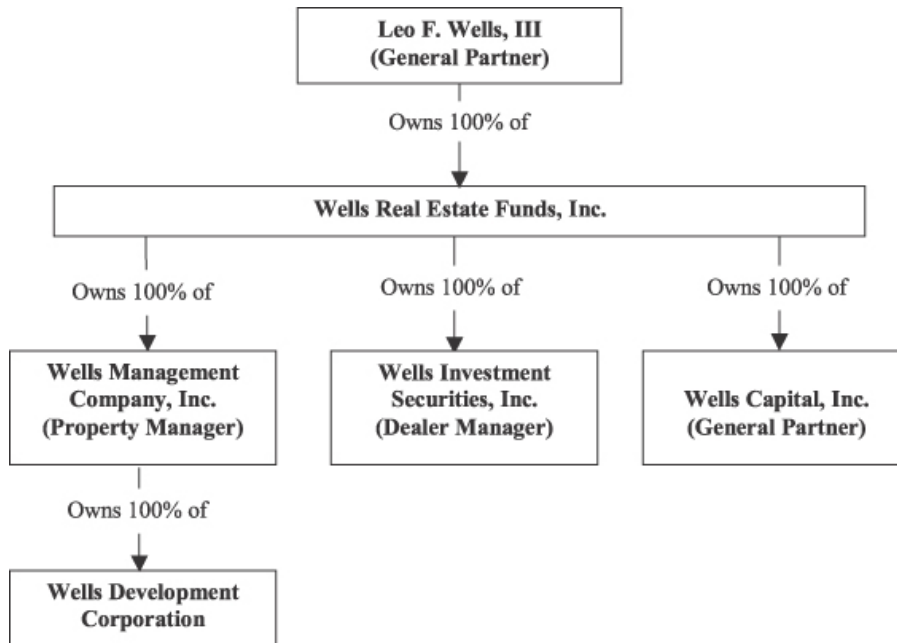 Leo F. Wells, III
(General Partner)
Owns 100% of
Wells Real Estate Funds, Inc.
Owns 100% of
Owns 100% of
Owns 100% of
Wells Management
Company, Inc.
(Property Manager)
Wells Investment
Securities, Inc.
(Dealer Manager)
Wells Capital, Inc.
(General Partner)
Owns 100% of
Wells Development
Corporation